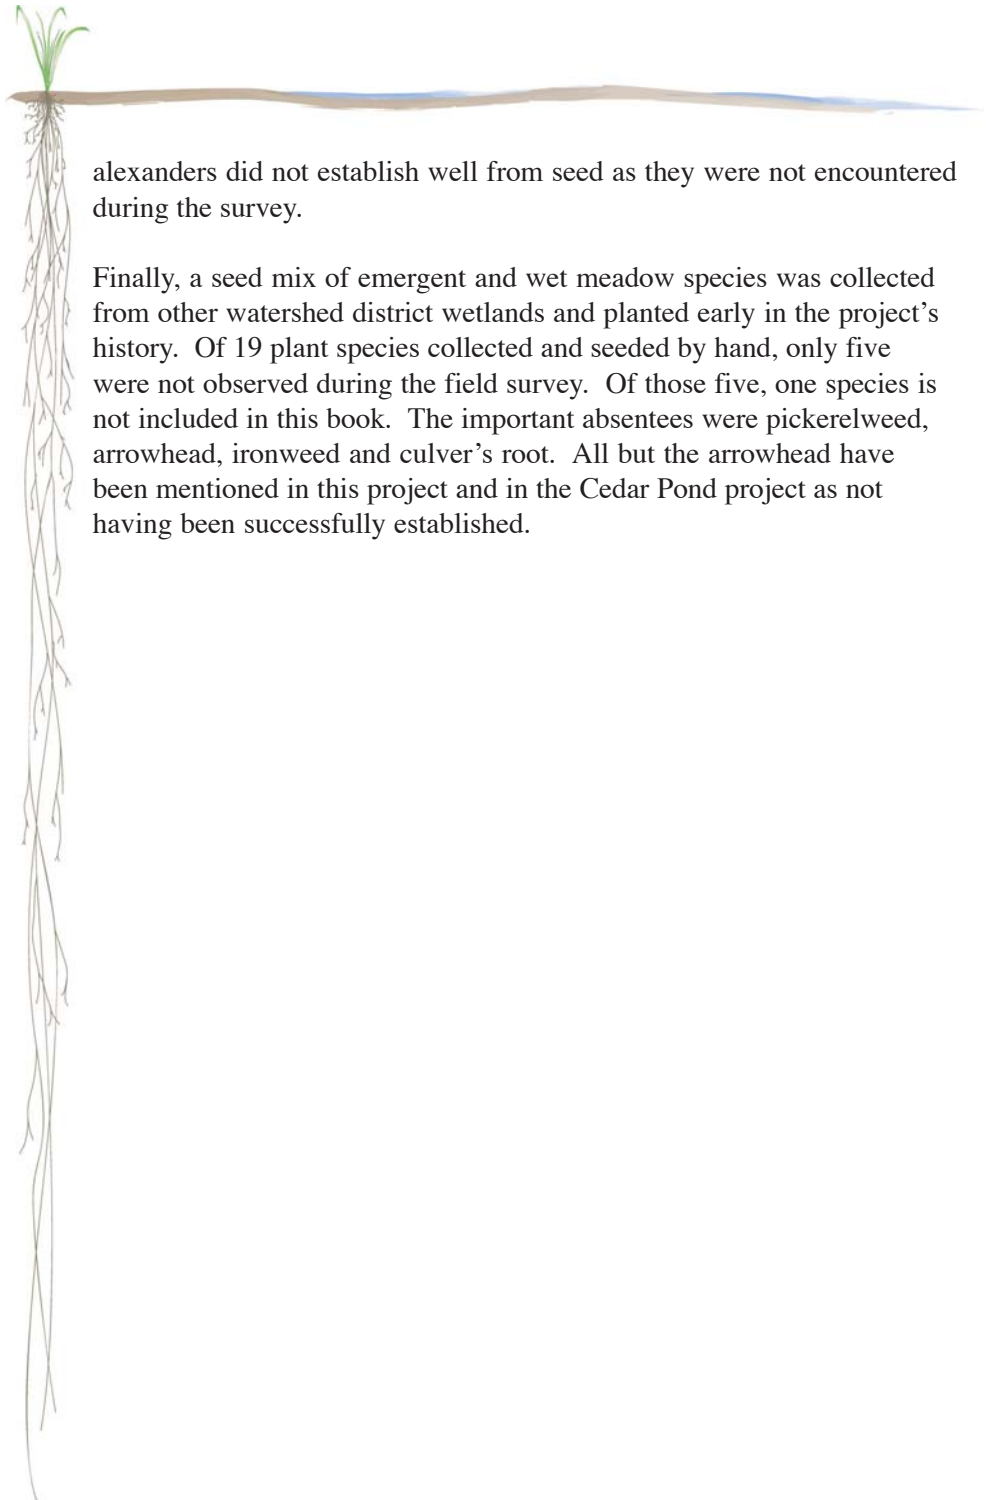 alexanders did not establish well from seed as they were not encountered
during the survey.
Finally, a seed mix of emergent and wet meadow species was collected
from other watershed district wetlands and planted early in the project’s
history.  Of 19 plant species collected and seeded by hand, only five
were not observed during the field survey.  Of those five, one species is
not included in this book.  The important absentees were pickerelweed,
arrowhead, ironweed and culver’s root.  All but the arrowhead have
been mentioned in this project and in the Cedar Pond project as not
having been successfully established.